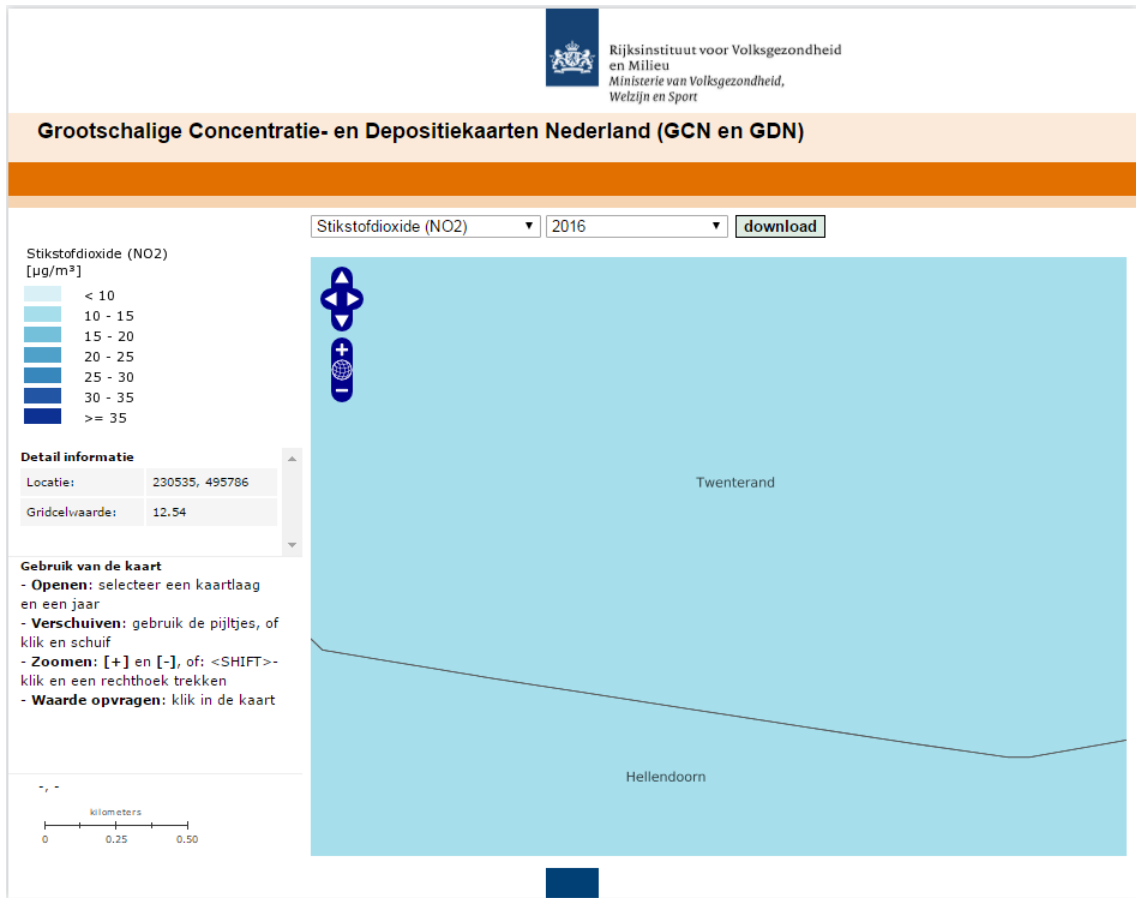 Rijksinstituut voor Volksgezondheid
en Milieu
Ministerie van Volksgezondheid,
Welzijn en Sport
Grootschalige Concentratie- en Depositiekaarten Nederland (GCN en GDN)
Stikstofdioxide (NO2) 2016 download
Stikstofdioxide (NO2)
[µg/m³]
< 10
10 - 15
15 - 20
20 - 25
25 - 30
30 - 35
>= 35
Detail informatie
Locatie: 230535, 495786
Gridcelwaarde: 12.54
Gebruik van de kaart
- Openen: selecteer een kaartlaag
en een jaar
- Verschuiven: gebruik de pijltjes, of
klik en schuif
- Zoomen: [+] en [-], of: <SHIFT>-
klik en een rechthoek trekken
- Waarde opvragen: klik in de kaart
-, -
kilometers
0 0.25 0.50
Twenterand
Hellendoorn